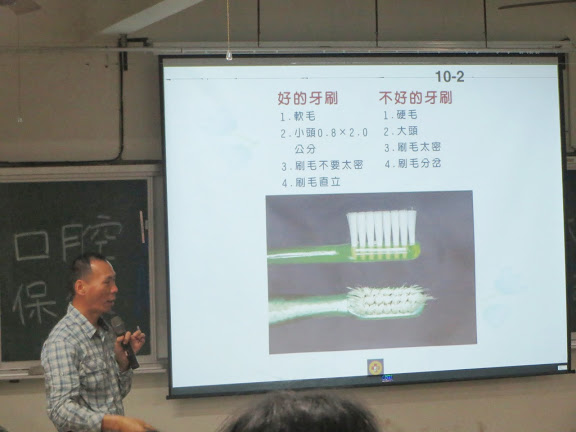 10-2
好的牙刷
1.軟毛
2.小頭0.8×2.0
公分
3.刷毛不要太密
4.刷毛直立
不好的牙刷
1.硬毛
2.大頭
3.刷毛太密
4.刷毛分岔
口腔
保